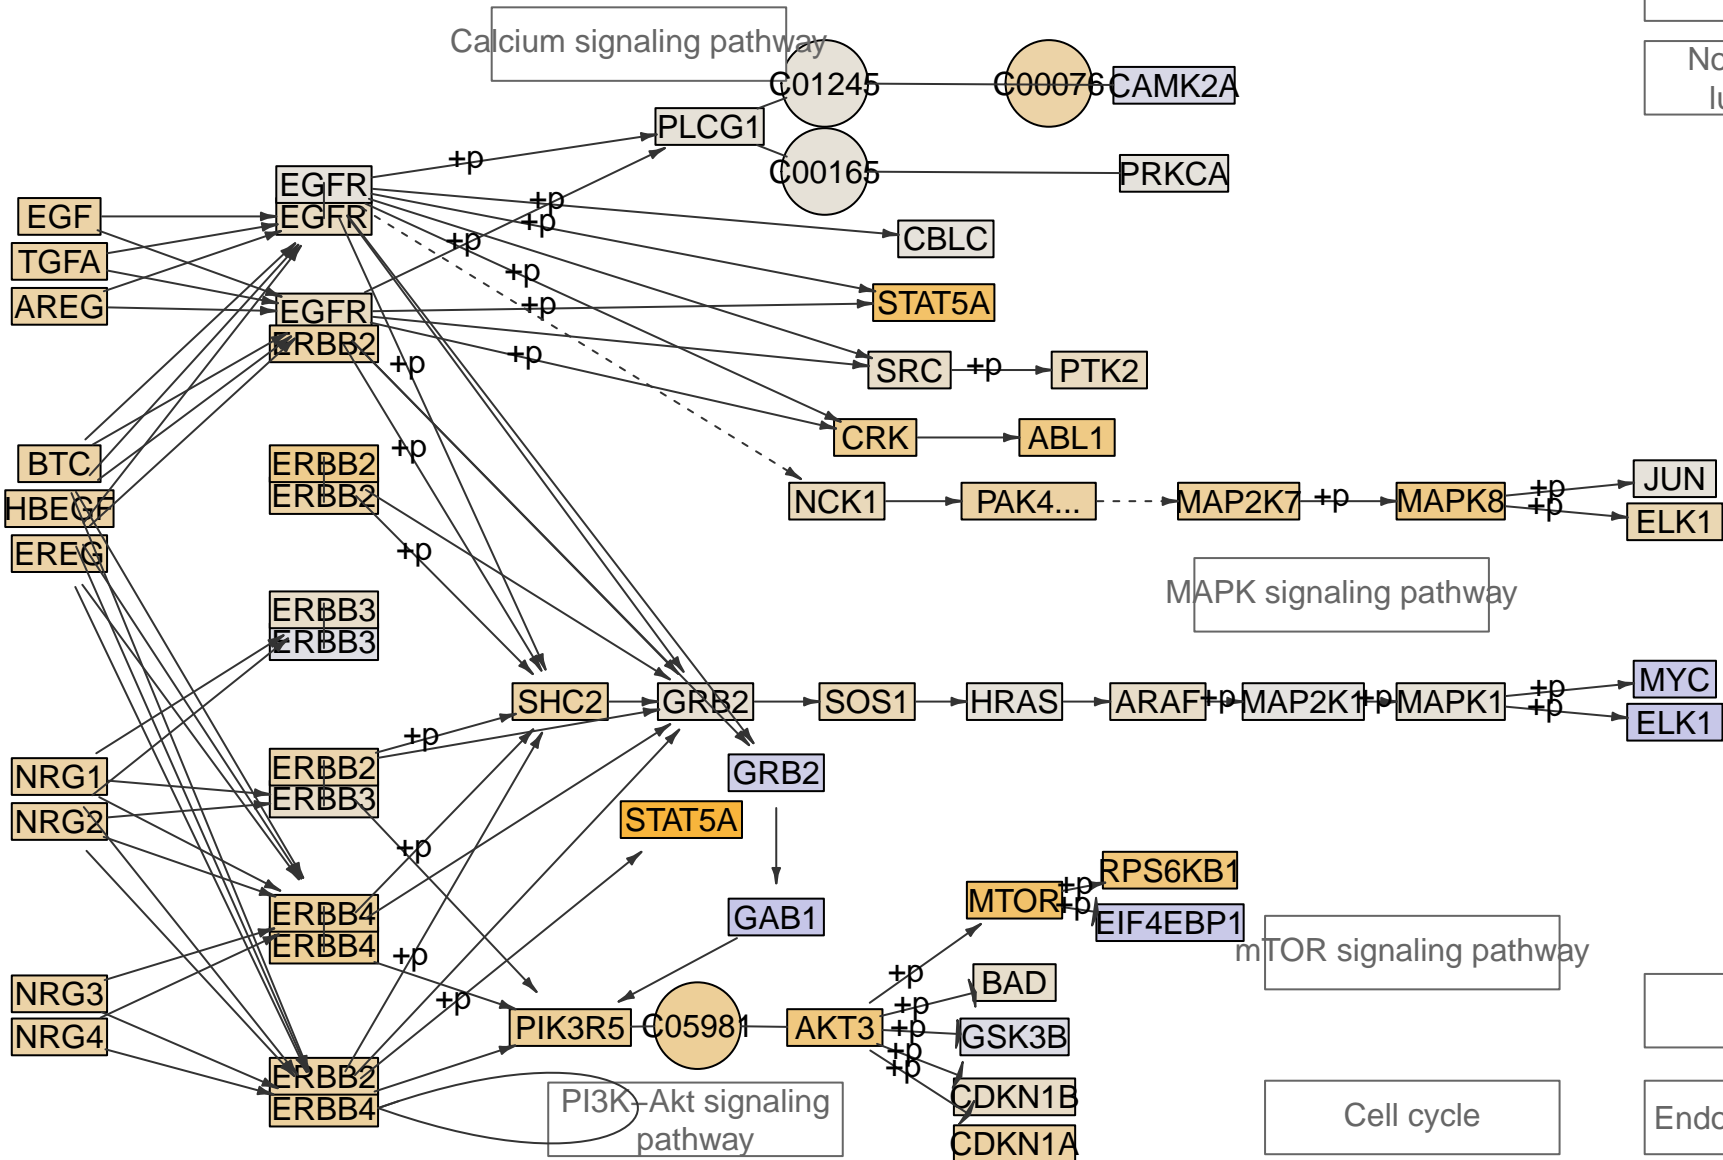 Calcium signaling pathway
C01245
C00076
CAMK2A
No
lu
PLCG1
C00165
PRKCA
+p
EGFR
EGFR
EGF
TGFA
AREG
+p
+p
+p
CBLC
+p
EGFR
ERBB2
+p
STAT5A
+p
+p
SRC
+p
PTK2
CRK
ABL1
BTC
HBEGF
EREG
ERBB2
ERBB2
+p
NCK1
PAK4...
MAP2K7
+p
MAPK8
+p
+p
JUN
ELK1
+p
MAPK signaling pathway
ERBB3
ERBB3
SHC2
GRB2
SOS1
HRAS
ARAF
+p
MAP2K1
+p
MAPK1
+p
+p
MYC
ELK1
+p
NRG1
NRG2
ERBB2
ERBB3
GRB2
STAT5A
+p
ERBB4
ERBB4
GAB1
MTOR
+p
+p
RPS6KB1
EIF4EBP1
mTOR signaling pathway
+p
+p
NRG3
NRG4
PIK3R5
C05981
AKT3
+p
+p
+p
+p
+p
BAD
GSK3B
CDKN1B
CDKN1A
ERBB2
ERBB4
PI3K–Akt signaling
pathway
Cell cycle
Endo